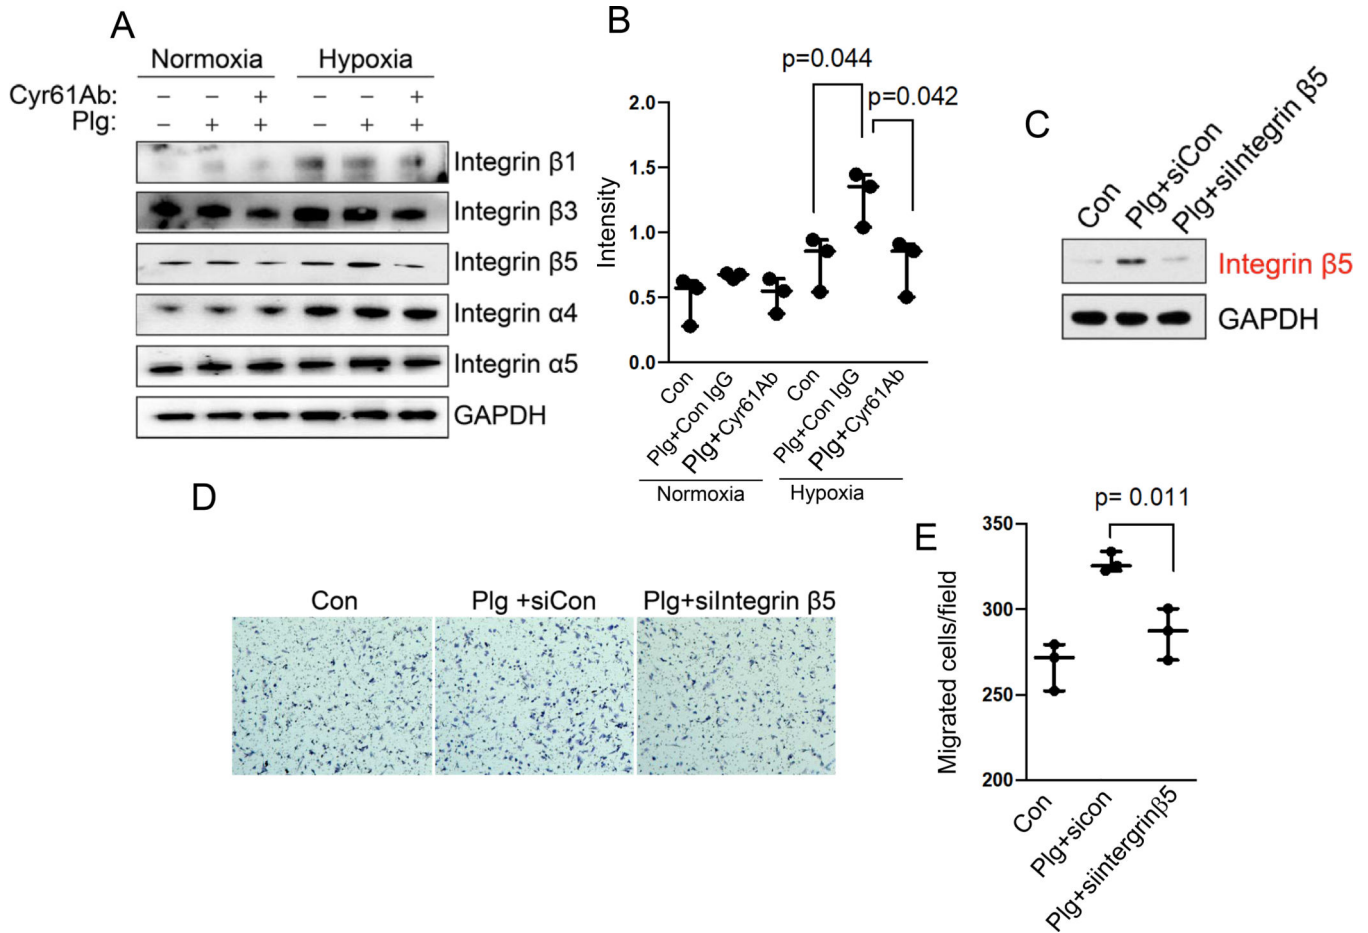 A
Normoxia Hypoxia
Cyr61Ab: − − + − − +
Plg: − + + − + +
Integrin β1
Integrin β3
Integrin β5
Integrin α4
Integrin α5
GAPDH
B
p=0.044
p=0.042
2.0
1.5
1.0
0.5
0.0
Intensity
Con
Plg+Con IgG
Plg+Cyr61Ab
Con
Plg+Con IgG
Plg+Cyr61Ab
Normoxia
Hypoxia
C
Con
Plg+siCon
Plg+siIntegrin β5
Integrin β5
GAPDH
D
Con
Plg +siCon
Plg+siIntegrin β5
E
p= 0.011
350
300
250
200
Migrated cells/field
Con
Plg+sicon
Plg+siintergrinβ5